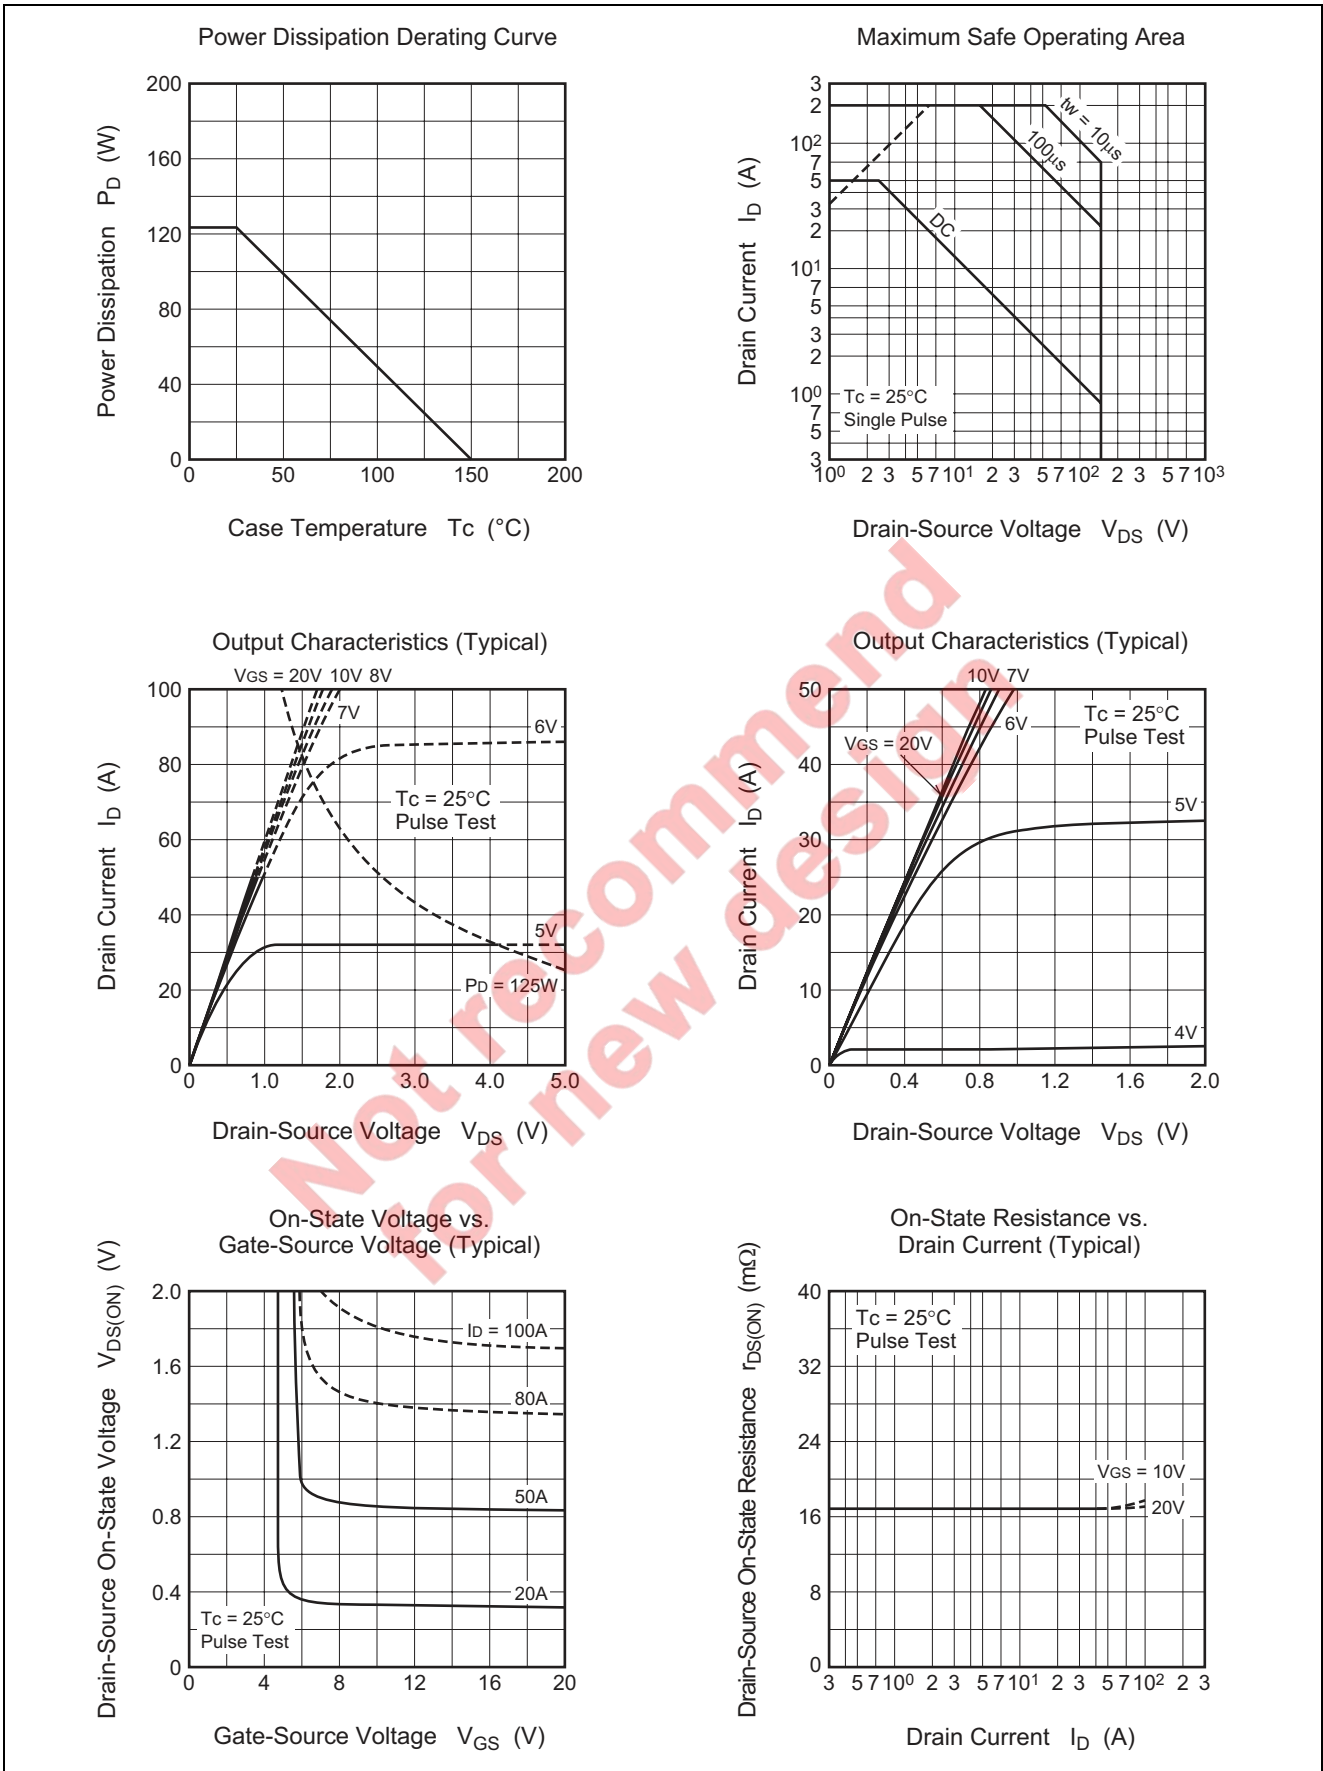 Power Dissipation Derating Curve
200
160
120
80
40
0
0 50 100 150 200
Power Dissipation P_D (W)
Case Temperature Tc (°C)
Maximum Safe Operating Area
3
2
10²
7
5
3
2
10¹
7
5
3
2
10⁰
7
5
3
tw = 10µs
100µs
DC
Tc = 25°C
Single Pulse
10⁰ 2 3 5 7 10¹ 2 3 5 7 10² 2 3 5 7 10³
Drain Current I_D (A)
Drain-Source Voltage V_DS (V)
Output Characteristics (Typical)
VGS = 20V 10V 8V
7V
6V
Tc = 25°C
Pulse Test
5V
PD = 125W
100
80
60
40
20
0
0 1.0 2.0 3.0 4.0 5.0
Drain Current I_D (A)
Drain-Source Voltage V_DS (V)
Output Characteristics (Typical)
10V 7V
Tc = 25°C
Pulse Test
6V
VGS = 20V
5V
4V
50
40
30
20
10
0
0 0.4 0.8 1.2 1.6 2.0
Drain Current I_D (A)
Drain-Source Voltage V_DS (V)
On-State Voltage vs.
Gate-Source Voltage (Typical)
2.0
1.6
1.2
0.8
0.4
0
ID = 100A
80A
50A
20A
Tc = 25°C
Pulse Test
0 4 8 12 16 20
Drain-Source On-State Voltage V_DS(ON) (V)
Gate-Source Voltage V_GS (V)
On-State Resistance vs.
Drain Current (Typical)
40
32
24
16
8
0
Tc = 25°C
Pulse Test
VGS = 10V
20V
3 5 7 10⁰ 2 3 5 7 10¹ 2 3 5 7 10² 2 3
Drain-Source On-State Resistance r_DS(ON) (mΩ)
Drain Current I_D (A)
Not recommend
for new design